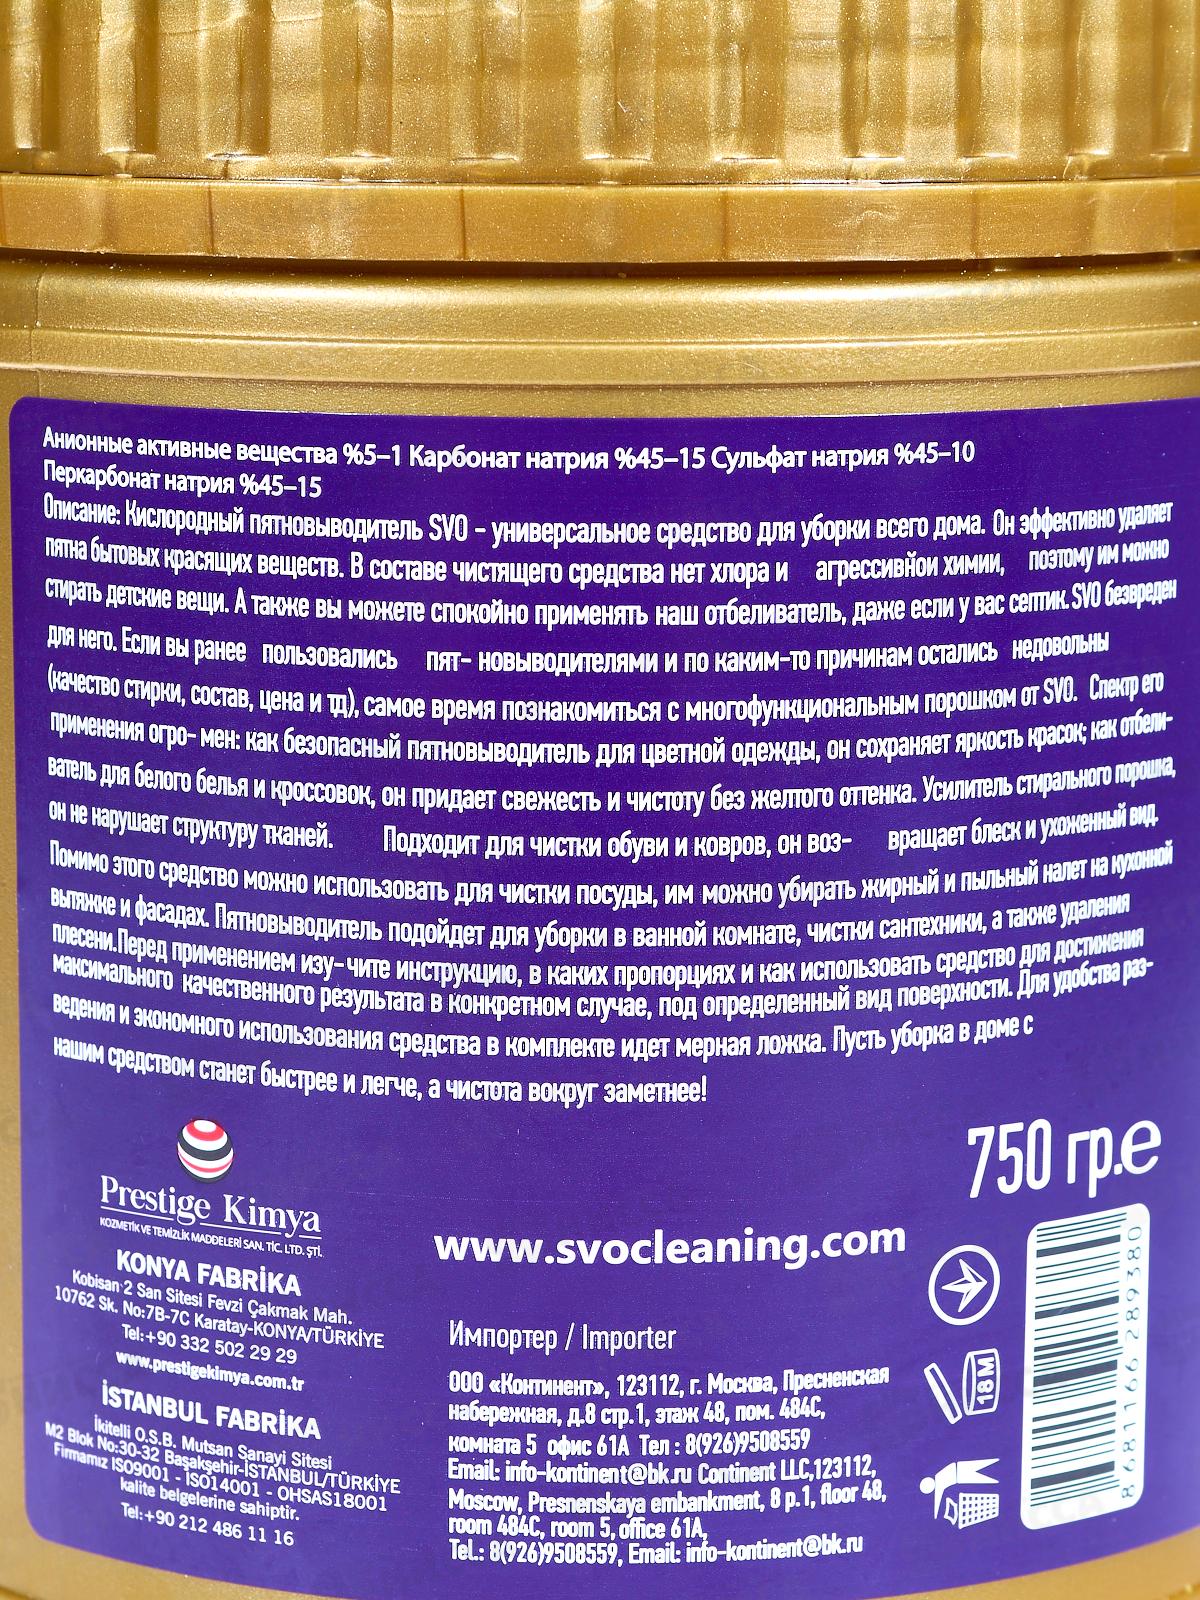 Анионные активные вещества %5–1 Карбонат натрия %45–15 Сульфат натрия %45–10
Перкарбонат натрия %45–15
Описание: Кислородный пятновыводитель SVO – универсальное средство для уборки всего дома. Он эффективно удаляет
пятна бытовых красящих веществ. В составе чистящего средства нет хлора и агрессивнои химии, поэтому им можно
стирать детские вещи. А также вы можете спокойно применять наш отбеливатель, даже если у вас септик. SVO безвреден
для него. Если вы ранее пользовались пят– новыводителями и по каким–то причинам остались недовольны
(качество стирки, состав, цена и тд), самое время познакомиться с многофункциональным порошком от SVO. Спектр его
применения огро– мен: как безопасный пятновыводитель для цветной одежды, он сохраняет яркость красок; как отбели–
ватель для белого белья и кроссовок, он придает свежесть и чистоту без желтого оттенка. Усилитель стирального порошка,
он не нарушает структуру тканей. Подходит для чистки обуви и ковров, он воз– вращает блеск и ухоженный вид.
Помимо этого средство можно использовать для чистки посуды, им можно убирать жирный и пыльный налет на кухонной
вытяжке и фасадах. Пятновыводитель подойдет для уборки в ванной комнате, чистки сантехники, а также удаления
плесени.Перед применением изу–чите инструкцию, в каких пропорциях и как использовать средство для достижения
максимального качественного результата в конкретном случае, под определенный вид поверхности. Для удобства раз–
ведения и экономного использования средства в комплекте идет мерная ложка. Пусть уборка в доме с
нашим средством станет быстрее и легче, а чистота вокруг заметнее!
750 гр.e
Prestige Kimya
KOZMETİK VE TEMİZLİK MADDELERİ SAN. TİC. LTD. ŞTİ.
KONYA FABRİKA
Kobisan 2 San Sitesi Fevzi Çakmak Mah.
10762 Sk. No:7B-7C Karatay-KONYA/TÜRKİYE
Tel:+90 332 502 29 29
www.prestigekimya.com.tr
İSTANBUL FABRİKA
İkitelli O.S.B. Mutsan Sanayi Sitesi
M2 Blok No:30-32 Başakşehir-İSTANBUL/TÜRKİYE
Firmamız ISO9001 - ISO14001 - OHSAS18001
kalite belgelerine sahiptir.
Tel:+90 212 486 11 16
www.svocleaning.com
Импортер / Importer
ООО «Континент», 123112, г. Москва, Пресненская
набережная, д.8 стр.1, этаж 48, пом. 484С,
комната 5 офис 61А Тел : 8(926)9508559
Email: info-kontinent@bk.ru Continent LLC,123112,
Moscow, Presnenskaya embankment, 8 p.1, floor 48,
room 484C, room 5, office 61A,
Tel.: 8(926)9508559, Email: info-kontinent@bk.ru
18 M
8 681166 289380